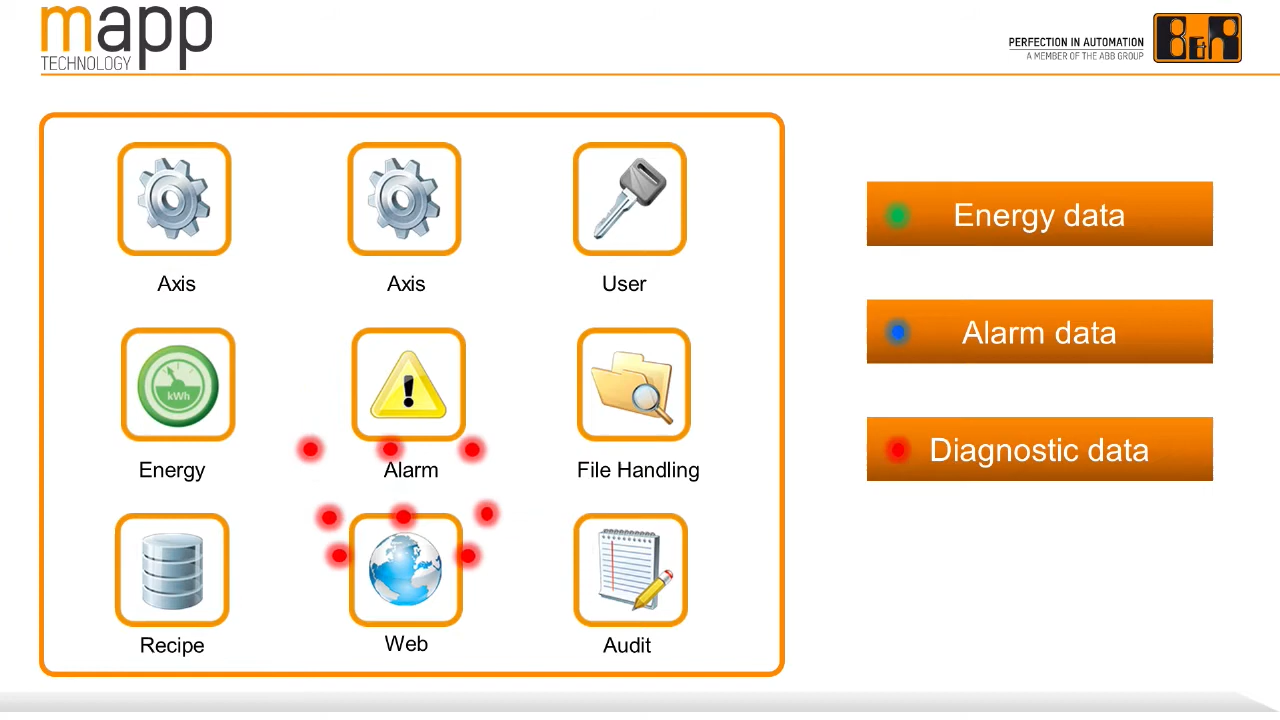 mapp
TECHNOLOGY
PERFECTION IN AUTOMATION
A MEMBER OF THE ABB GROUP
B&R
Axis
Axis
User
Energy data
Alarm data
kWh
Energy
Alarm
File Handling
Diagnostic data
Recipe
Web
Audit